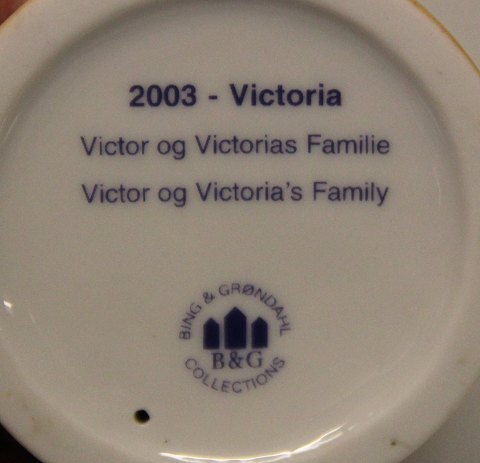 2003 - Victoria
Victor og Victorias Familie
Victor og Victoria's Family
BING & GRØNDAHL
B&G
COLLECTIONS